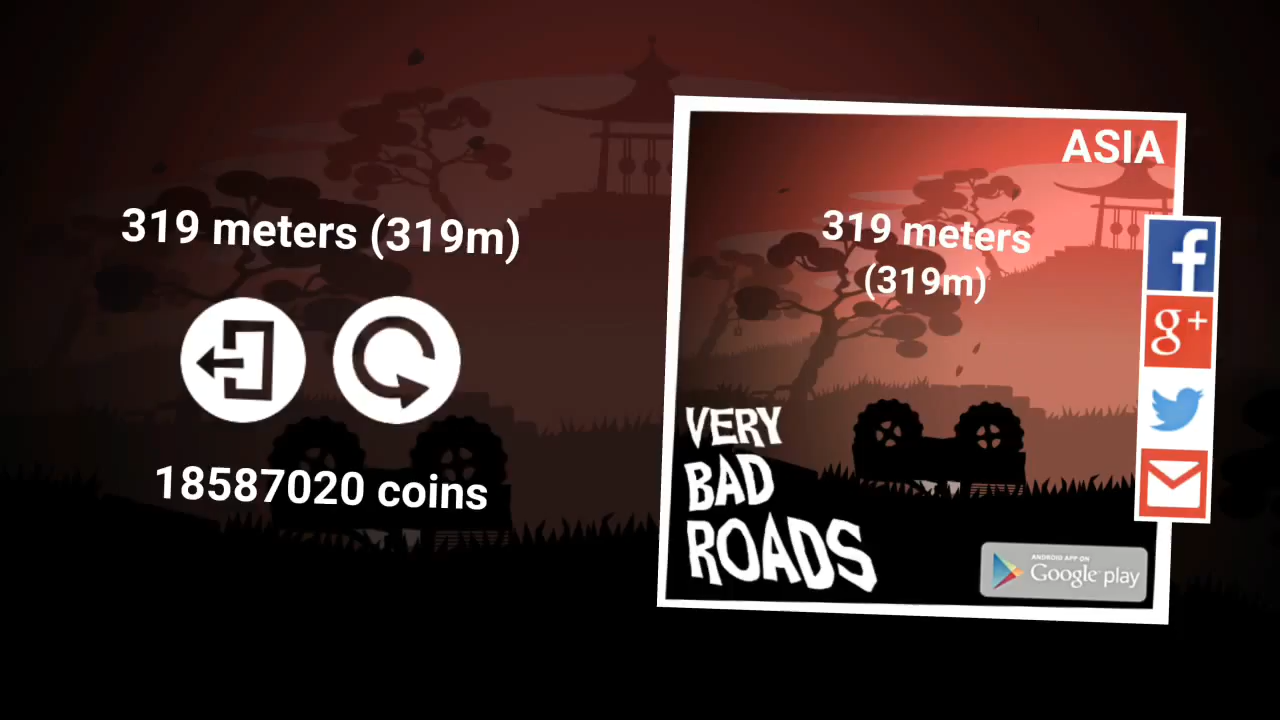 319 meters (319m)
18587020 coins
ASIA
319 meters
(319m)
VERY
BAD
ROADS
ANDROID APP ON
Google play
f
g+